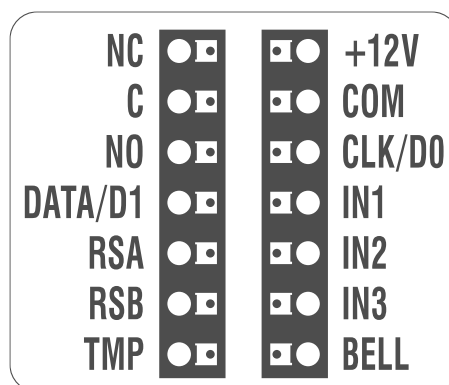 NC +12V
C COM
NO CLK/D0
DATA/D1 IN1
RSA IN2
RSB IN3
TMP BELL